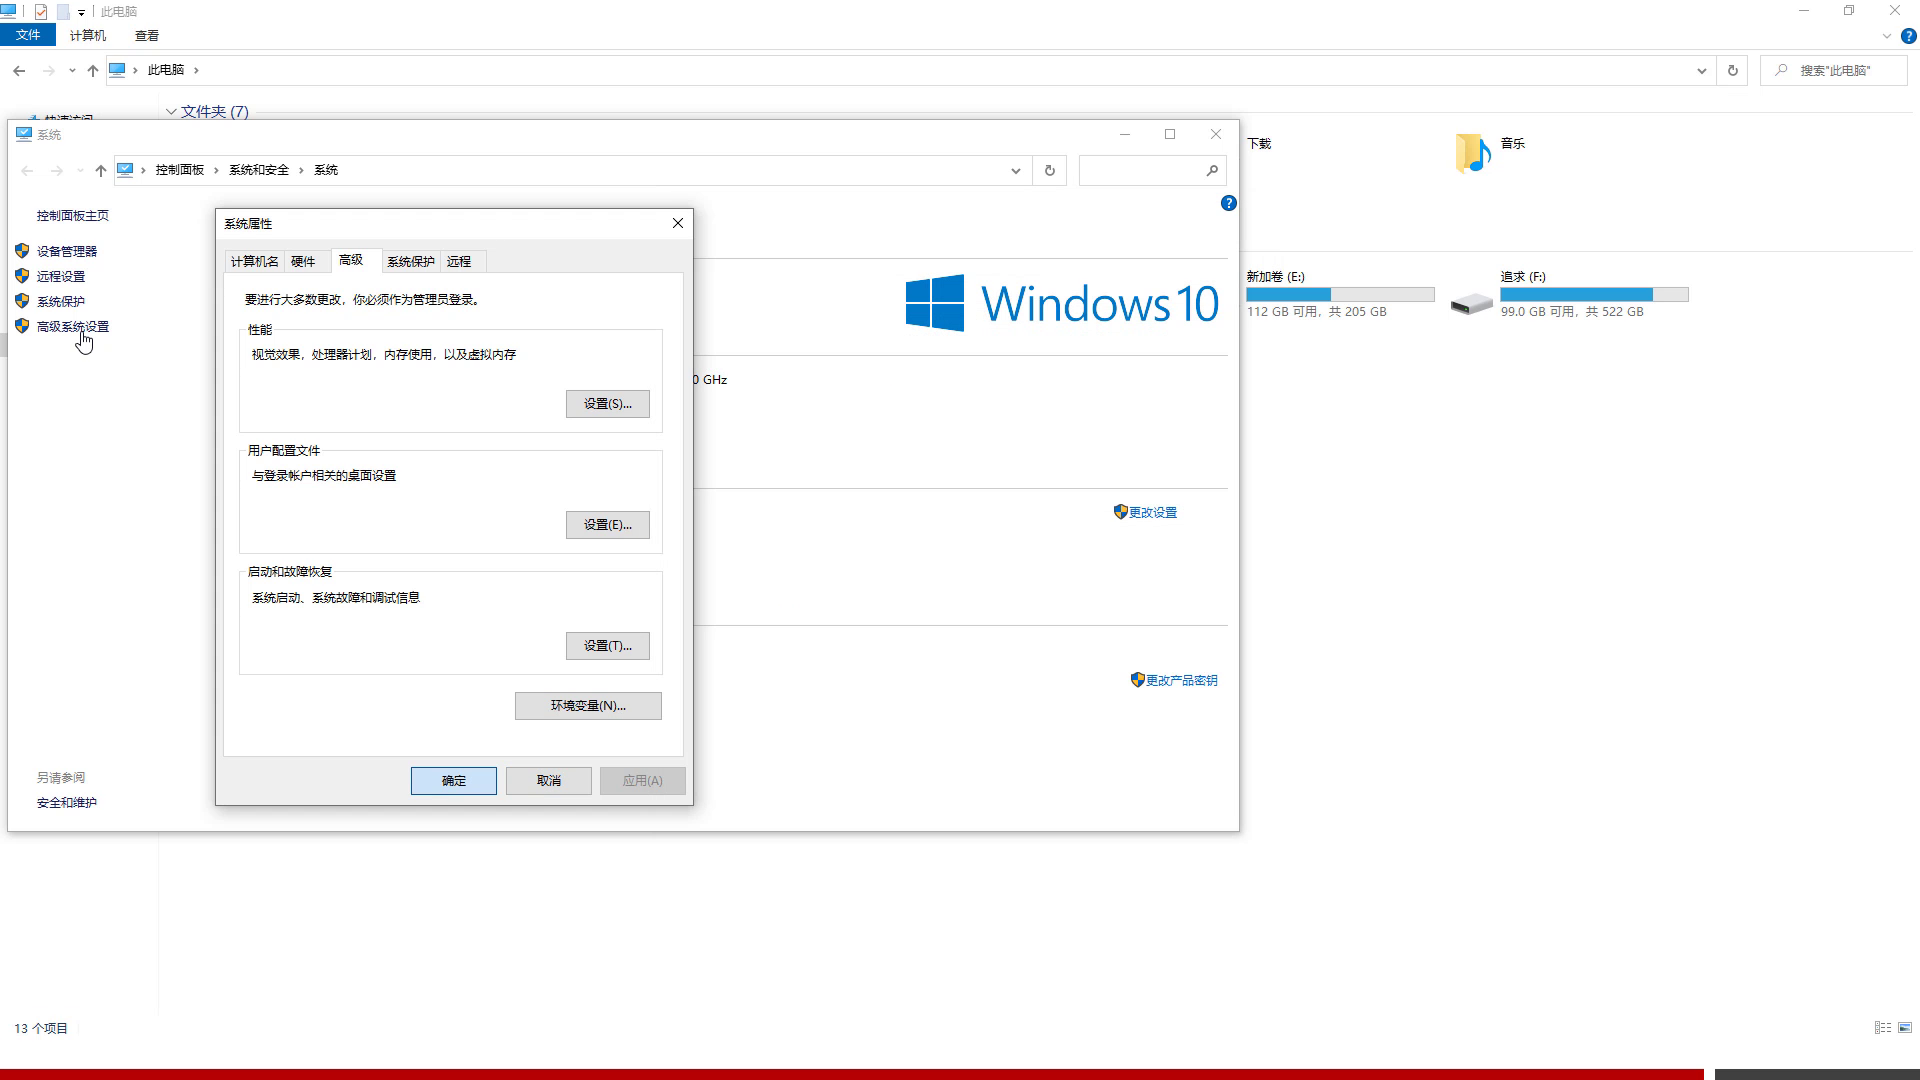 此电脑
文件
计算机
查看
此电脑
搜索"此电脑"
文件夹 (7)
系统
下载
音乐
控制面板
系统和安全
系统
控制面板主页
系统属性
设备管理器
计算机名
硬件
高级
系统保护
远程
远程设置
新加卷 (E:)
追求 (F:)
系统保护
要进行大多数更改，你必须作为管理员登录。
Windows 10
112 GB 可用，共 205 GB
99.0 GB 可用，共 522 GB
高级系统设置
性能
视觉效果，处理器计划，内存使用，以及虚拟内存
0 GHz
设置(S)...
用户配置文件
与登录帐户相关的桌面设置
更改设置
设置(E)...
启动和故障恢复
系统启动、系统故障和调试信息
设置(T)...
更改产品密钥
环境变量(N)...
另请参阅
确定
取消
应用(A)
安全和维护
13 个项目